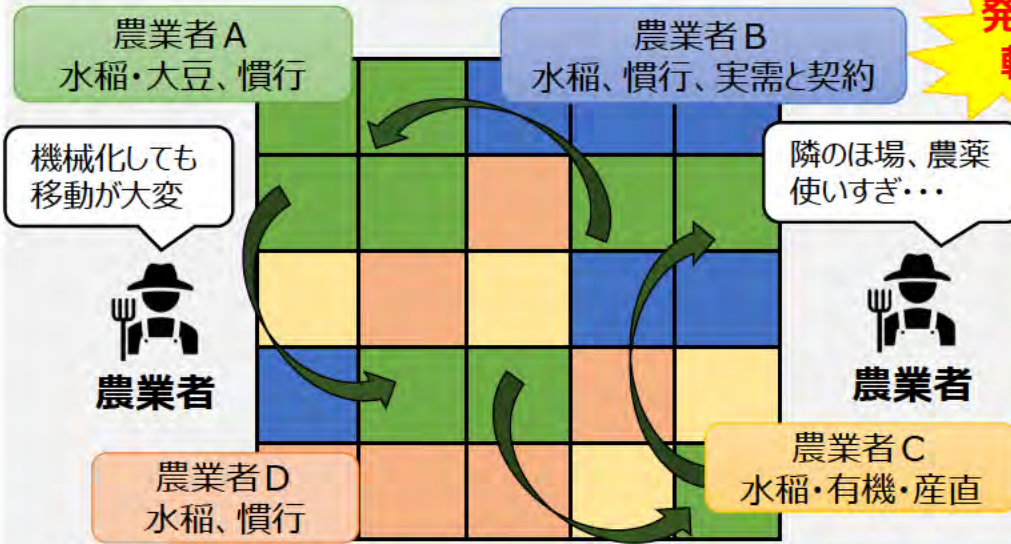 農業者A
水稲・大豆、慣行
農業者B
水稲、慣行、実需と契約
発
機械化しても
移動が大変
隣のほ場、農薬
使いすぎ・・・
農業者
農業者
農業者D
水稲、慣行
農業者C
水稲・有機・産直